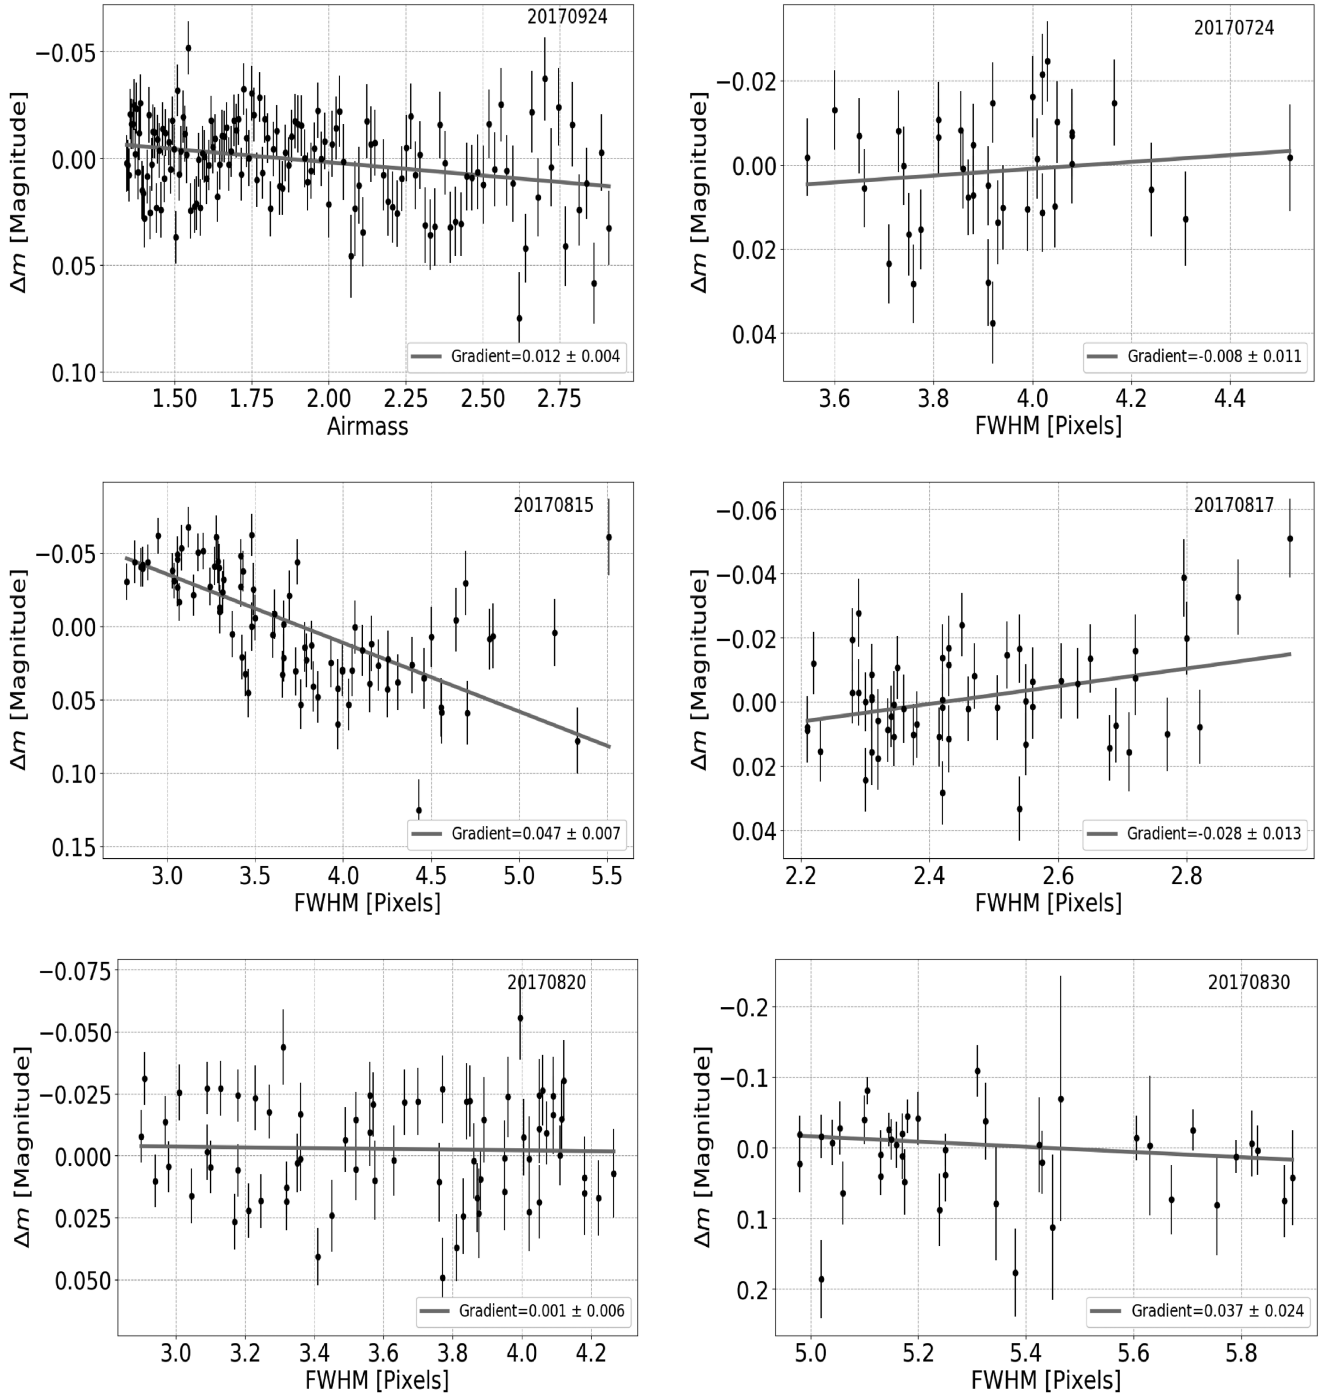 20170924
−0.05
0.00
0.05
0.10
Δm [Magnitude]
Gradient=0.012 ± 0.004
1.50 1.75 2.00 2.25 2.50 2.75
Airmass
20170724
−0.02
0.00
0.02
0.04
Δm [Magnitude]
Gradient=-0.008 ± 0.011
3.6 3.8 4.0 4.2 4.4
FWHM [Pixels]
20170815
−0.05
0.00
0.05
0.10
0.15
Δm [Magnitude]
Gradient=0.047 ± 0.007
3.0 3.5 4.0 4.5 5.0 5.5
FWHM [Pixels]
20170817
−0.06
−0.04
−0.02
0.00
0.02
0.04
Δm [Magnitude]
Gradient=-0.028 ± 0.013
2.2 2.4 2.6 2.8
FWHM [Pixels]
20170820
−0.075
−0.050
−0.025
0.000
0.025
0.050
Δm [Magnitude]
Gradient=0.001 ± 0.006
3.0 3.2 3.4 3.6 3.8 4.0 4.2
FWHM [Pixels]
20170830
−0.2
−0.1
0.0
0.1
0.2
Δm [Magnitude]
Gradient=0.037 ± 0.024
5.0 5.2 5.4 5.6 5.8
FWHM [Pixels]